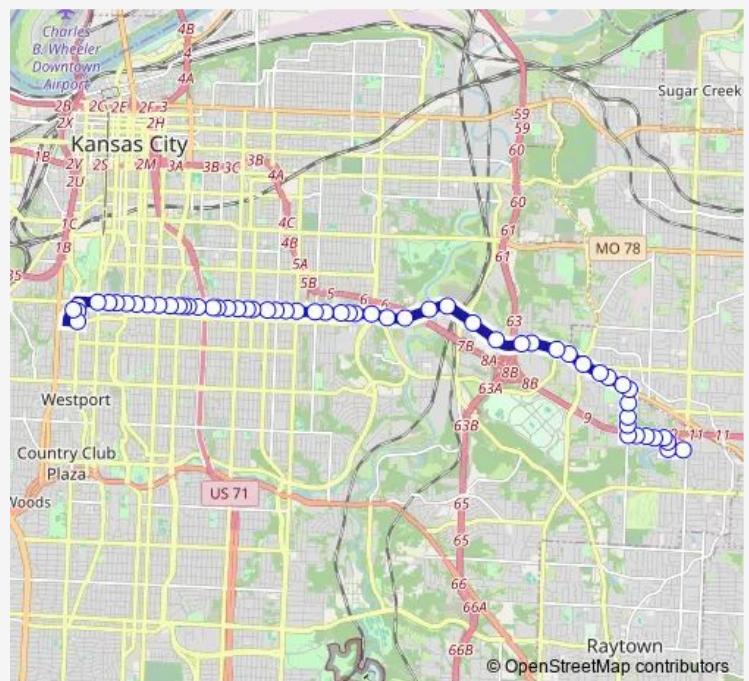 Charles
B. Wheeler
Downtown
Airport
4B
4
4A
2B 2C 2E 2F 3
2X 2H
Kansas City
1B 2V 2S 2M 3A 3B 3C 3B
2U 4A
59
59
60
Sugar Creek
1C 4C 60
1B 4B 61
61 MO 78
35 5A
5B 5 6 6
63
7B
8A
8B 8B
63A
9 11 11
63B
Westport
Country Club
Plaza
Woods
US 71
65
65
66
66A
66B
Raytown
© OpenStreetMap contributors